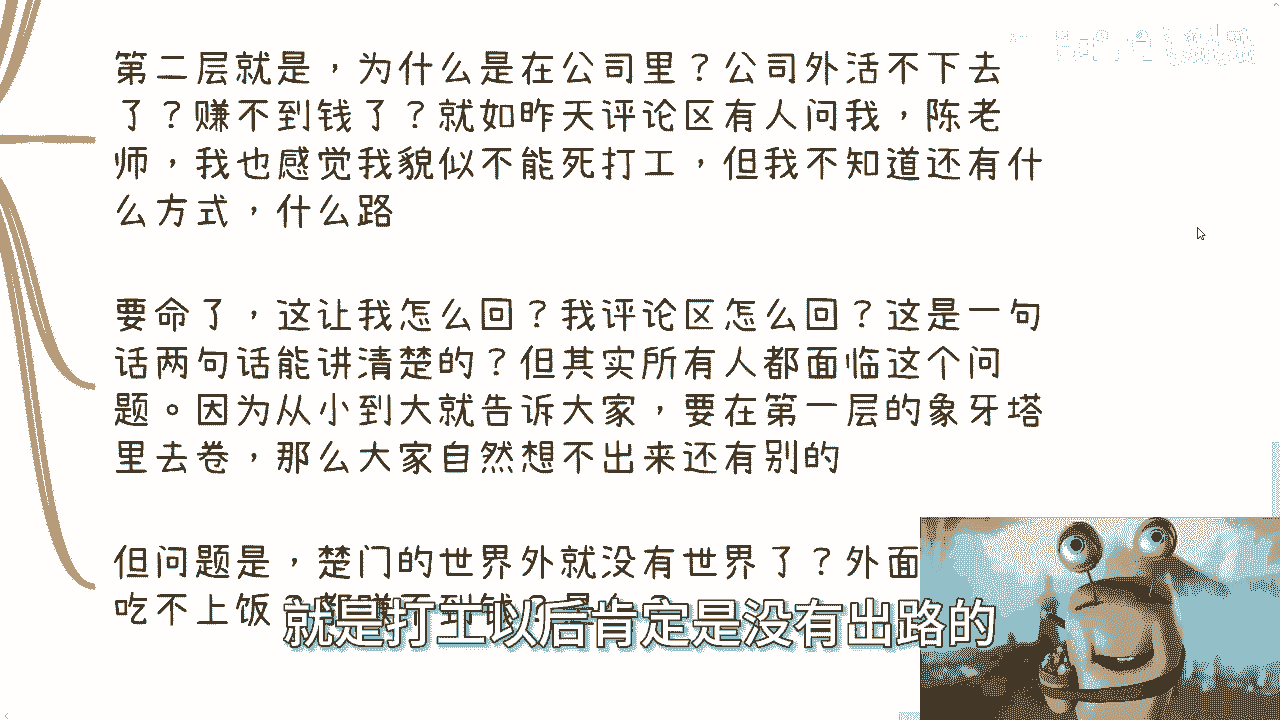 第二层就是，为什么是在公司里？公司外活不下去
了？赚不到钱了？就如昨天评论区有人问我，陈老
师，我也感觉我貌似不能死打工，但我不知道还有什
么方式，什么路
要命了，这让我怎么回？我评论区怎么回？这是一句
话两句话能讲清楚的？但其实所有人都面临这个问
题。因为从小到大就告诉大家，要在第一层的象牙塔
里去卷，那么大家自然想不出来还有别的
但问题是，楚门的世界外就没有世界了？外面
吃不上饭？都赚不到钱？是么？
就是打工以后肯定是没有出路的